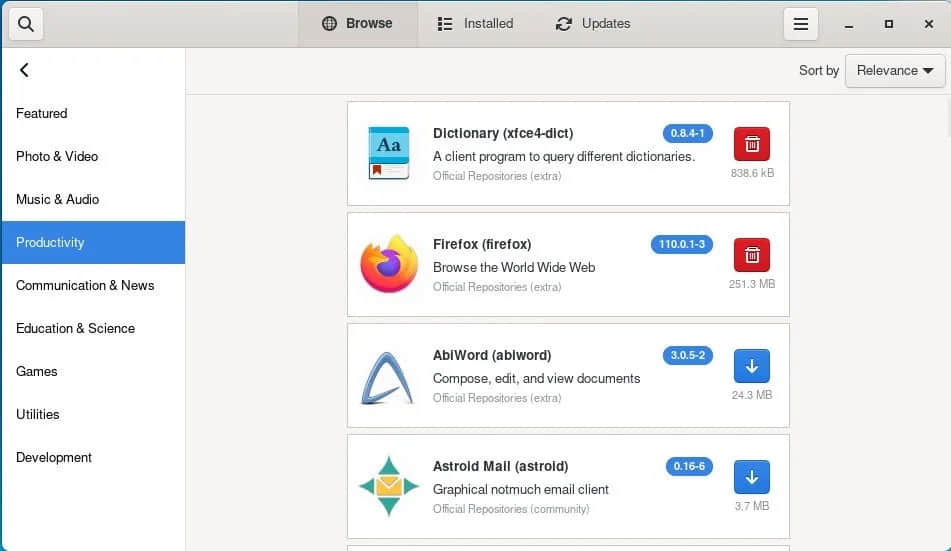 Browse
Installed
Updates
Sort by
Relevance
Featured
Photo & Video
Music & Audio
Productivity
Communication & News
Education & Science
Games
Utilities
Development
Aa
Dictionary (xfce4-dict)
0.8.4-1
A client program to query different dictionaries.
Official Repositories (extra)
838.6 kB
Firefox (firefox)
110.0.1-3
Browse the World Wide Web
Official Repositories (extra)
251.3 MB
AbiWord (abiword)
3.0.5-2
Compose, edit, and view documents
Official Repositories (extra)
24.3 MB
Astroid Mail (astroid)
0.16-6
Graphical notmuch email client
Official Repositories (community)
3.7 MB